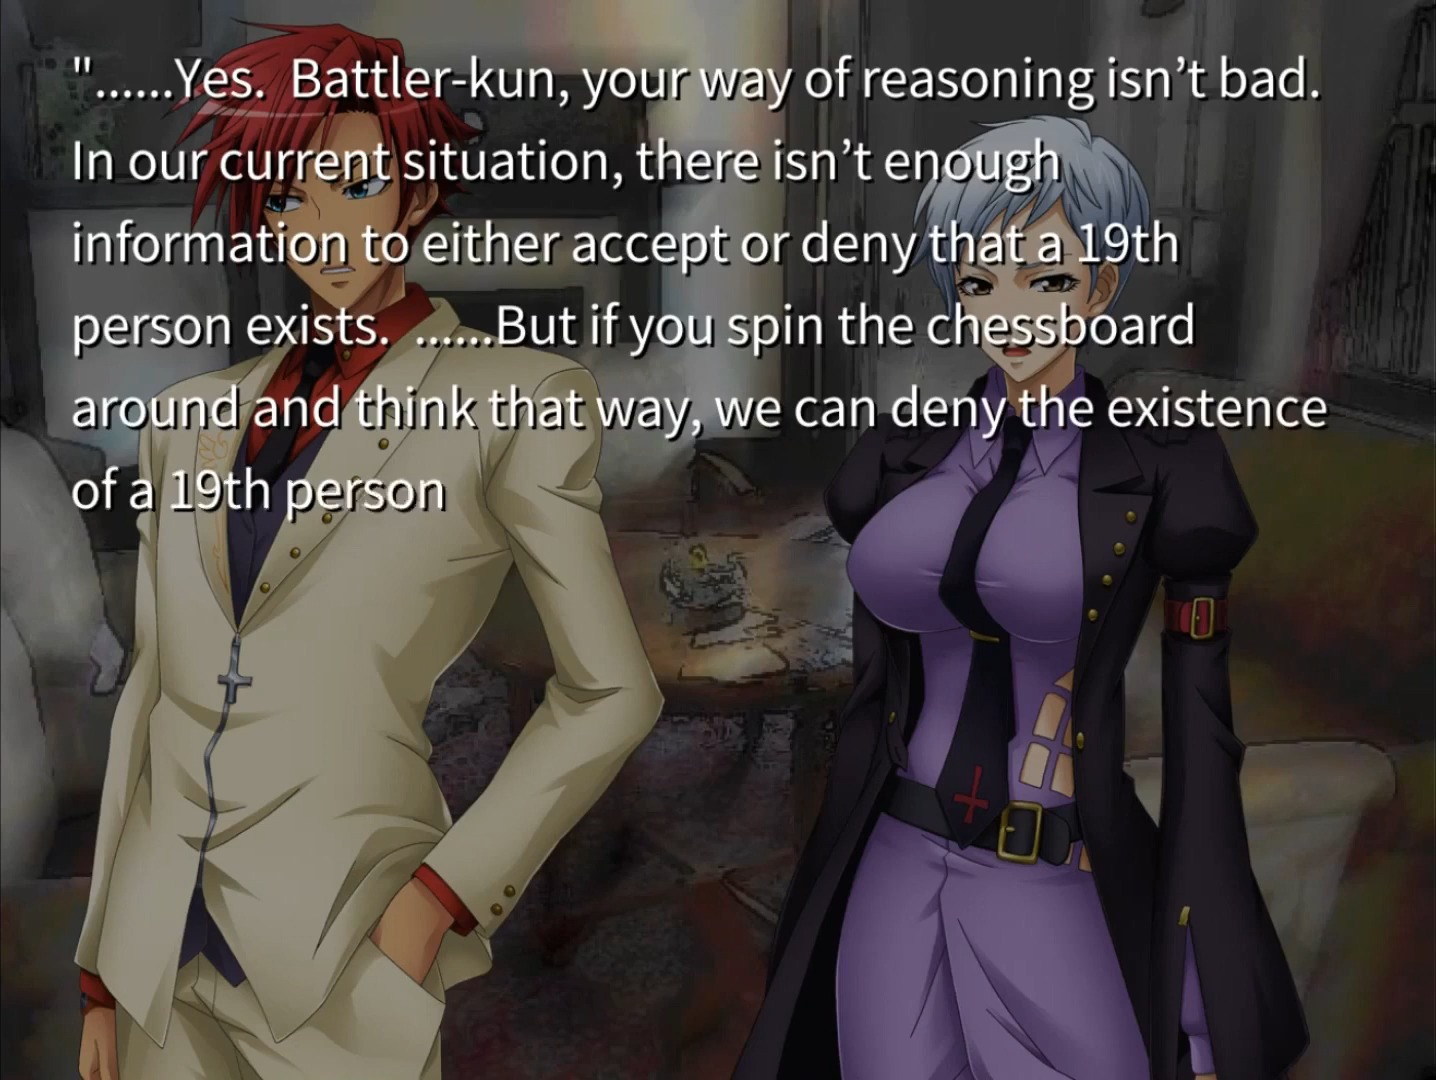 "......Yes.  Battler-kun, your way of reasoning isn’t bad.
In our current situation, there isn’t enough
information to either accept or deny that a 19th
person exists.  ......But if you spin the chessboard
around and think that way, we can deny the existence
of a 19th person